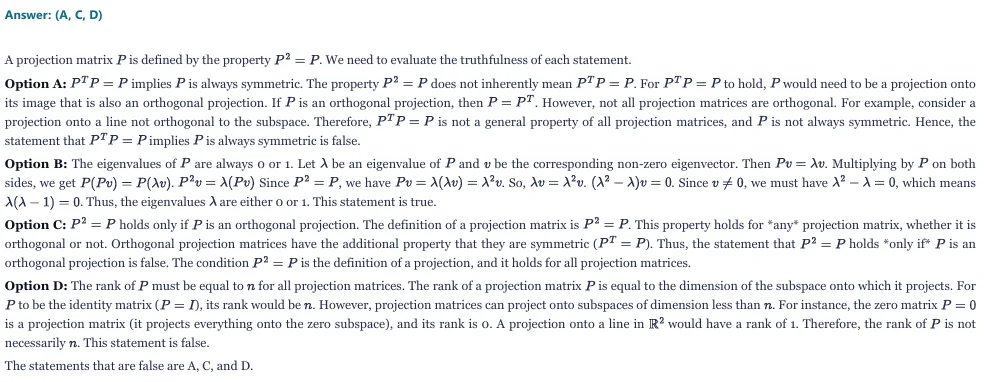 Answer: (A, C, D)
A projection matrix P is defined by the property P² = P. We need to evaluate the truthfulness of each statement.
Option A: PᵀP = P implies P is always symmetric. The property P² = P does not inherently mean PᵀP = P. For PᵀP = P to hold, P would need to be a projection onto
its image that is also an orthogonal projection. If P is an orthogonal projection, then P = Pᵀ. However, not all projection matrices are orthogonal. For example, consider a
projection onto a line not orthogonal to the subspace. Therefore, PᵀP = P is not a general property of all projection matrices, and P is not always symmetric. Hence, the
statement that PᵀP = P implies P is always symmetric is false.
Option B: The eigenvalues of P are always 0 or 1. Let λ be an eigenvalue of P and v be the corresponding non-zero eigenvector. Then Pv = λv. Multiplying by P on both
sides, we get P(Pv) = P(λv). P²v = λ(Pv) Since P² = P, we have Pv = λ(λv) = λ²v. So, λv = λ²v. (λ² − λ)v = 0. Since v ≠ 0, we must have λ² − λ = 0, which means
λ(λ − 1) = 0. Thus, the eigenvalues λ are either 0 or 1. This statement is true.
Option C: P² = P holds only if P is an orthogonal projection. The definition of a projection matrix is P² = P. This property holds for *any* projection matrix, whether it is
orthogonal or not. Orthogonal projection matrices have the additional property that they are symmetric (Pᵀ = P). Thus, the statement that P² = P holds *only if* P is an
orthogonal projection is false. The condition P² = P is the definition of a projection, and it holds for all projection matrices.
Option D: The rank of P must be equal to n for all projection matrices. The rank of a projection matrix P is equal to the dimension of the subspace onto which it projects. For
P to be the identity matrix (P = I), its rank would be n. However, projection matrices can project onto subspaces of dimension less than n. For instance, the zero matrix P = 0
is a projection matrix (it projects everything onto the zero subspace), and its rank is 0. A projection onto a line in ℝ² would have a rank of 1. Therefore, the rank of P is not
necessarily n. This statement is false.
The statements that are false are A, C, and D.